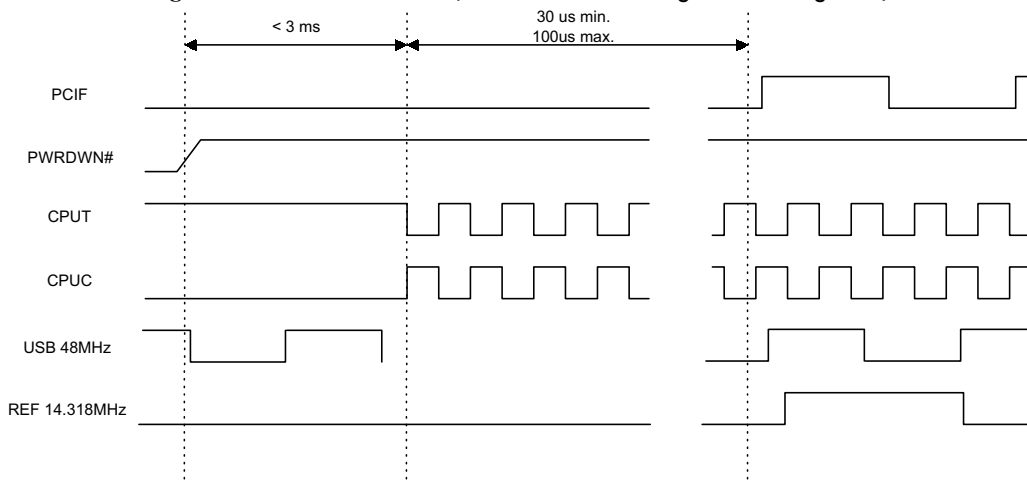 < 3 ms
30 us min.
100us max.
PCIF
PWRDWN#
CPUT
CPUC
USB 48MHz
REF 14.318MHz